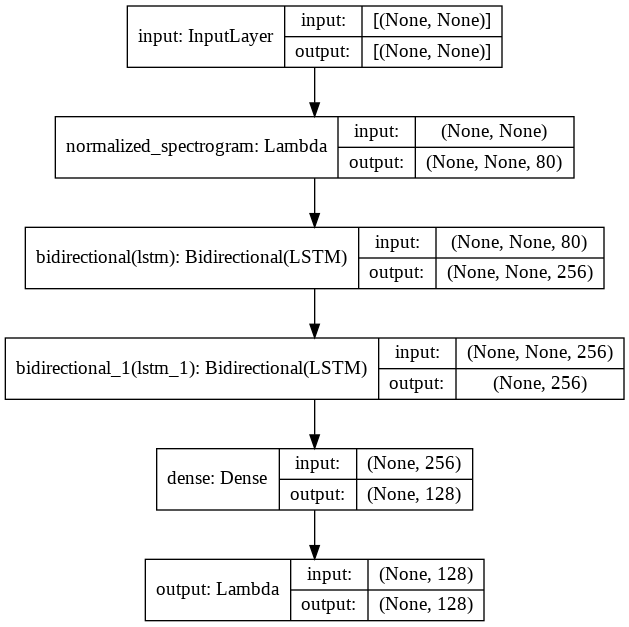 input: InputLayer
input:
[(None, None)]
output:
[(None, None)]
normalized_spectrogram: Lambda
input:
(None, None)
output:
(None, None, 80)
bidirectional(lstm): Bidirectional(LSTM)
input:
(None, None, 80)
output:
(None, None, 256)
bidirectional_1(lstm_1): Bidirectional(LSTM)
input:
(None, None, 256)
output:
(None, 256)
dense: Dense
input:
(None, 256)
output:
(None, 128)
output: Lambda
input:
(None, 128)
output:
(None, 128)